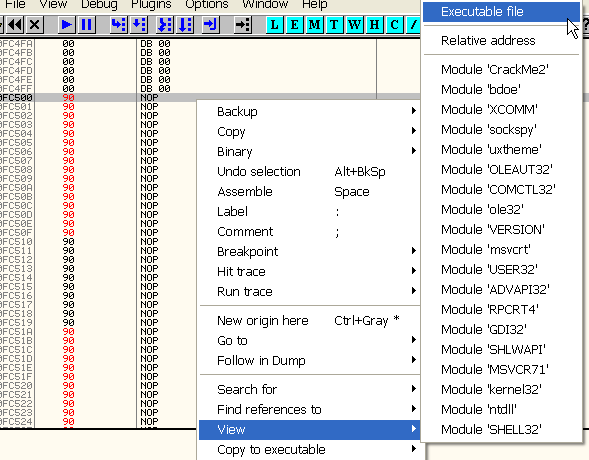 File View Debug Plugins Options Window Help
L E M T W H C /
0FC4FA 00 DB 00
0FC4FB 00 DB 00
0FC4FC 00 DB 00
0FC4FD 00 DB 00
0FC4FE 00 DB 00
0FC4FF 00 DB 00
0FC500 90 NOP
0FC501 90 NOP
0FC502 90 NOP
0FC503 90 NOP
0FC504 90 NOP
0FC505 90 NOP
0FC506 90 NOP
0FC507 90 NOP
0FC508 90 NOP
0FC509 90 NOP
0FC50A 90 NOP
0FC50B 90 NOP
0FC50C 90 NOP
0FC50D 90 NOP
0FC50E 90 NOP
0FC50F 90 NOP
0FC510 90 NOP
0FC511 90 NOP
0FC512 90 NOP
0FC513 90 NOP
0FC514 90 NOP
0FC515 90 NOP
0FC516 90 NOP
0FC517 90 NOP
0FC518 90 NOP
0FC519 90 NOP
0FC51A 90 NOP
0FC51B 90 NOP
0FC51C 90 NOP
0FC51D 90 NOP
0FC51E 90 NOP
0FC51F 90 NOP
0FC520 90 NOP
0FC521 90 NOP
0FC522 90 NOP
0FC523 90 NOP
0FC524 90 NOP
Backup
Copy
Binary
Undo selection Alt+BkSp
Assemble Space
Label :
Comment ;
Breakpoint
Hit trace
Run trace
New origin here Ctrl+Gray *
Go to
Follow in Dump
Search for
Find references to
View
Copy to executable
Executable file
Relative address
Module 'CrackMe2'
Module 'bdoe'
Module 'XCOMM'
Module 'sockspy'
Module 'uxtheme'
Module 'OLEAUT32'
Module 'COMCTL32'
Module 'ole32'
Module 'VERSION'
Module 'msvcrt'
Module 'USER32'
Module 'ADVAPI32'
Module 'RPCRT4'
Module 'GDI32'
Module 'SHLWAPI'
Module 'MSVCR71'
Module 'kernel32'
Module 'ntdll'
Module 'SHELL32'